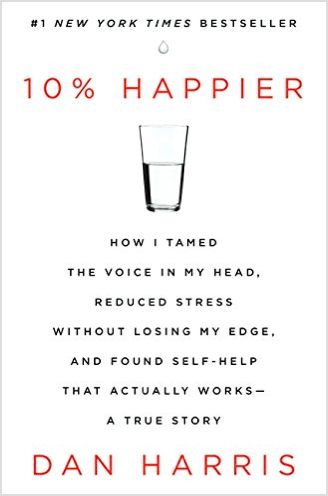 #1 NEW YORK TIMES BESTSELLER
10% HAPPIER
HOW I TAMED
THE VOICE IN MY HEAD,
REDUCED STRESS
WITHOUT LOSING MY EDGE,
AND FOUND SELF-HELP
THAT ACTUALLY WORKS—
A TRUE STORY
DAN HARRIS